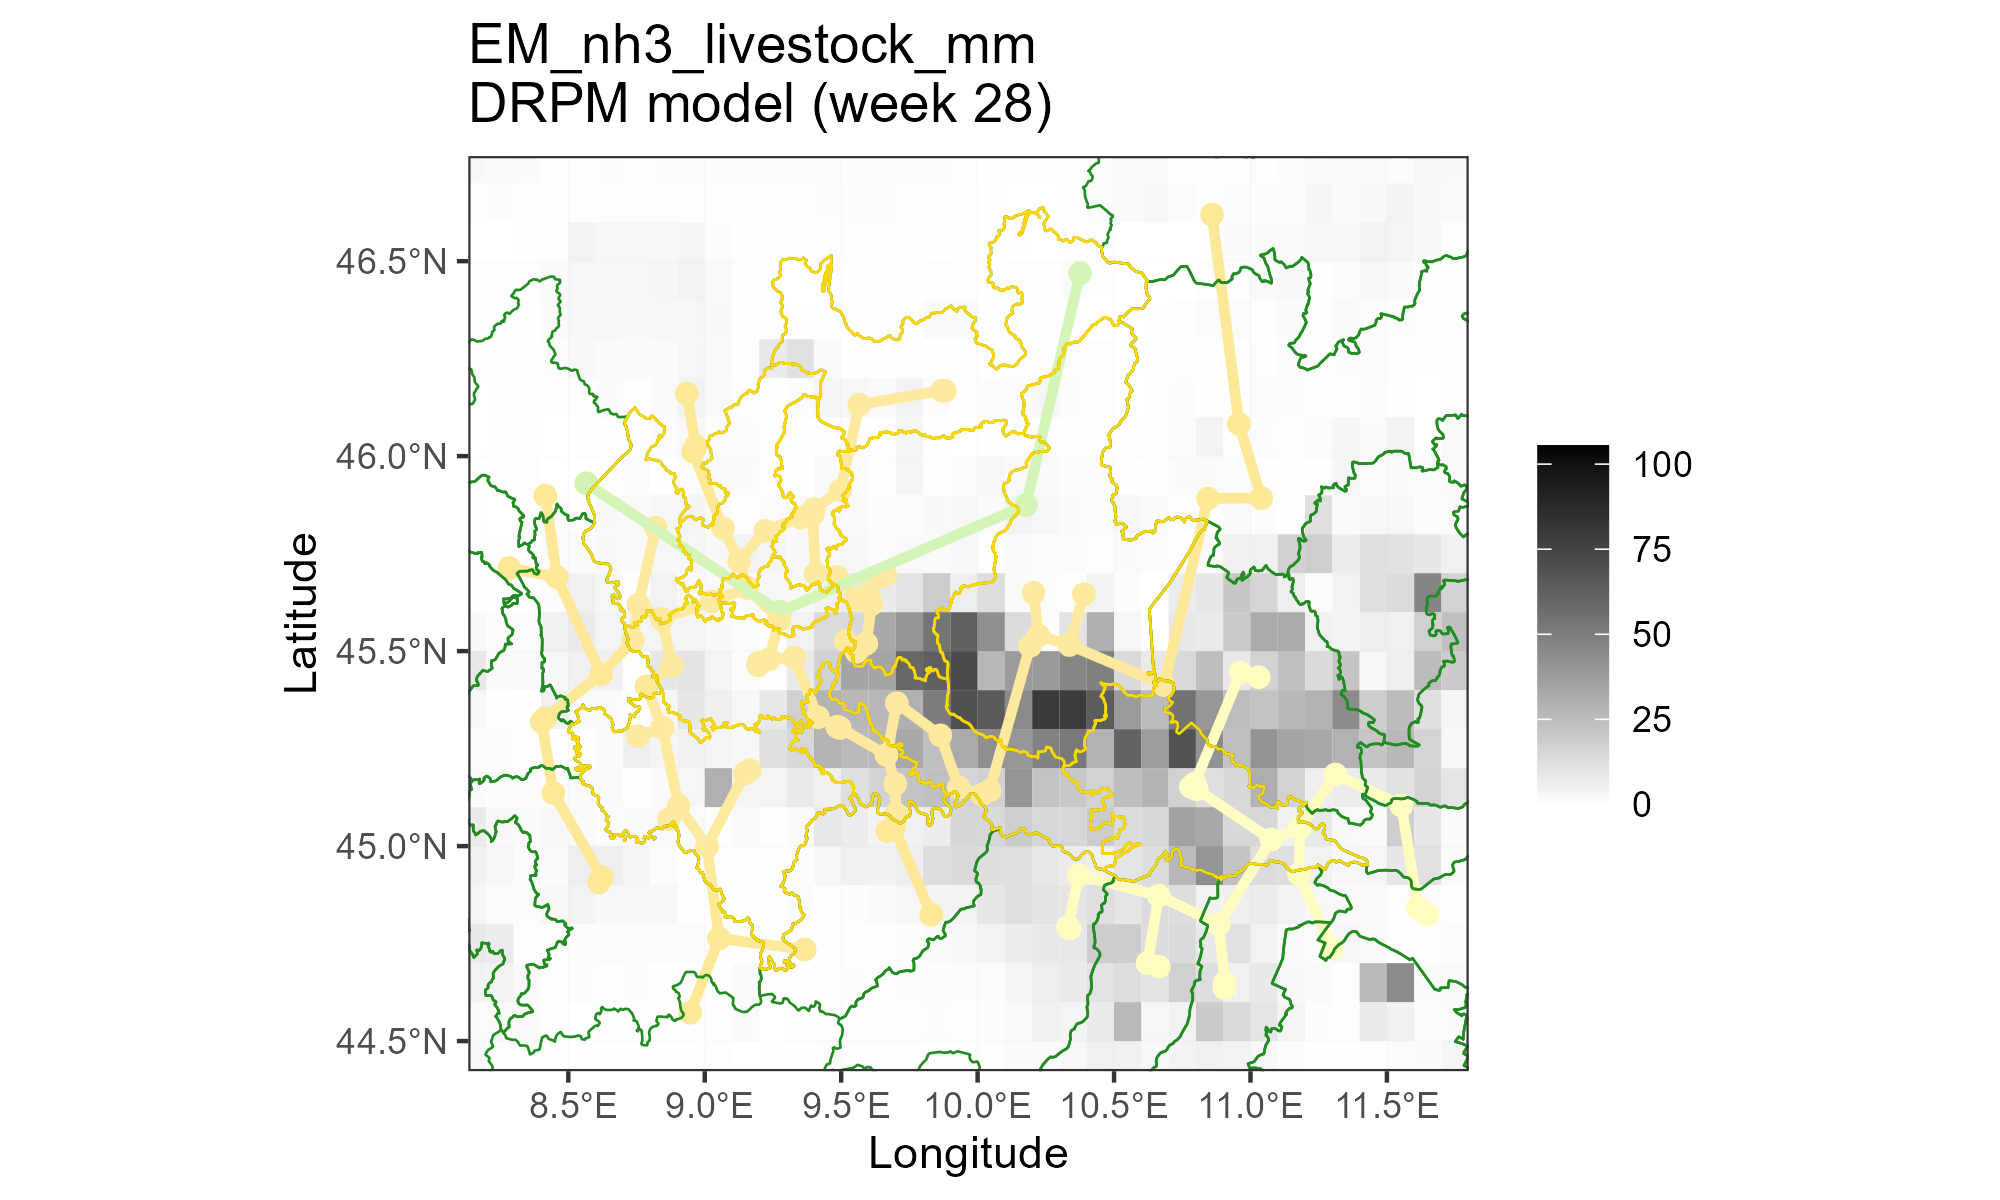 EM_nh3_livestock_mm
DRPM model (week 28)
46.5°N
46.0°N
45.5°N
45.0°N
44.5°N
Latitude
8.5°E 9.0°E 9.5°E 10.0°E 10.5°E 11.0°E 11.5°E
Longitude
100
75
50
25
0